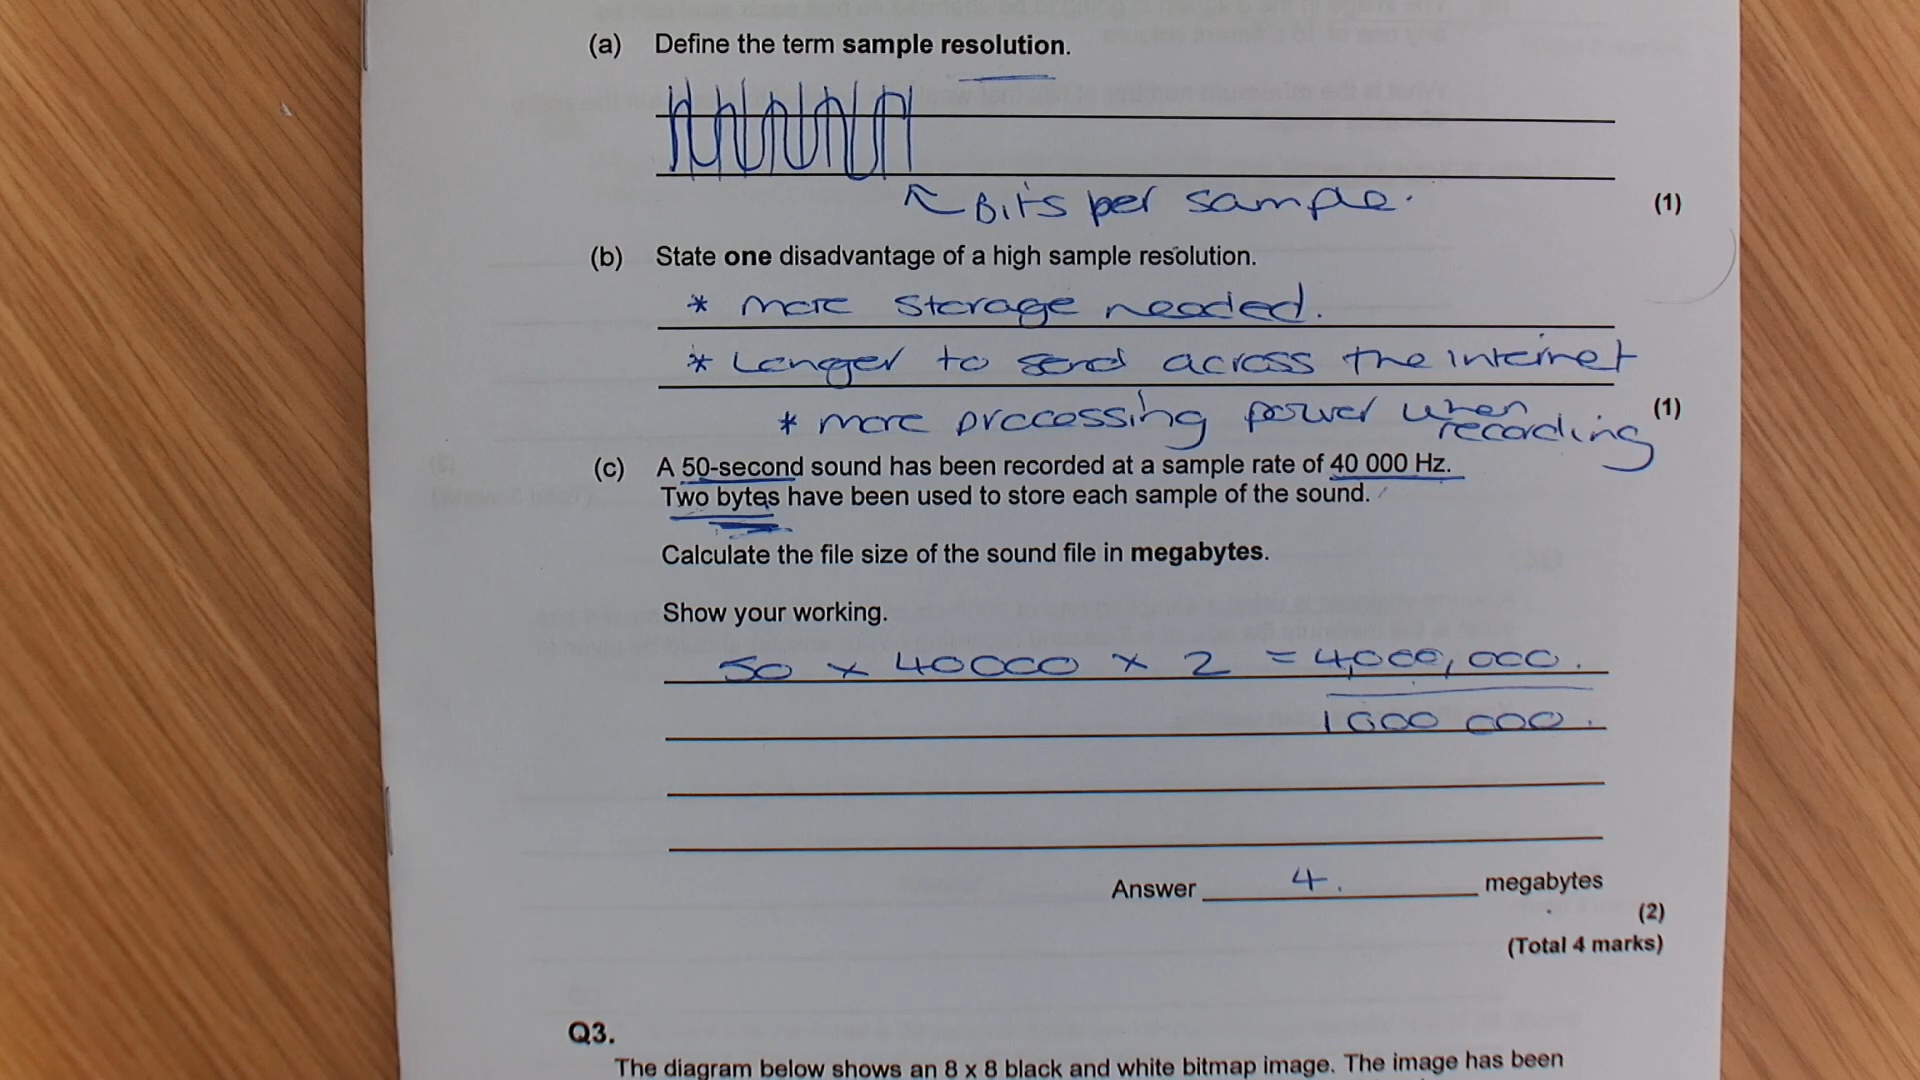 (a) Define the term sample resolution.
Bits per sample.
(1)
(b) State one disadvantage of a high sample resolution.
* more storage needed.
* Longer to send across the internet
* more processing power when recording
(1)
(c) A 50-second sound has been recorded at a sample rate of 40 000 Hz.
Two bytes have been used to store each sample of the sound.
Calculate the file size of the sound file in megabytes.
Show your working.
50 x 40000 x 2 = 4,000,000.
1000 000.
Answer 4. megabytes
(2)
(Total 4 marks)
Q3.
The diagram below shows an 8 x 8 black and white bitmap image. The image has been